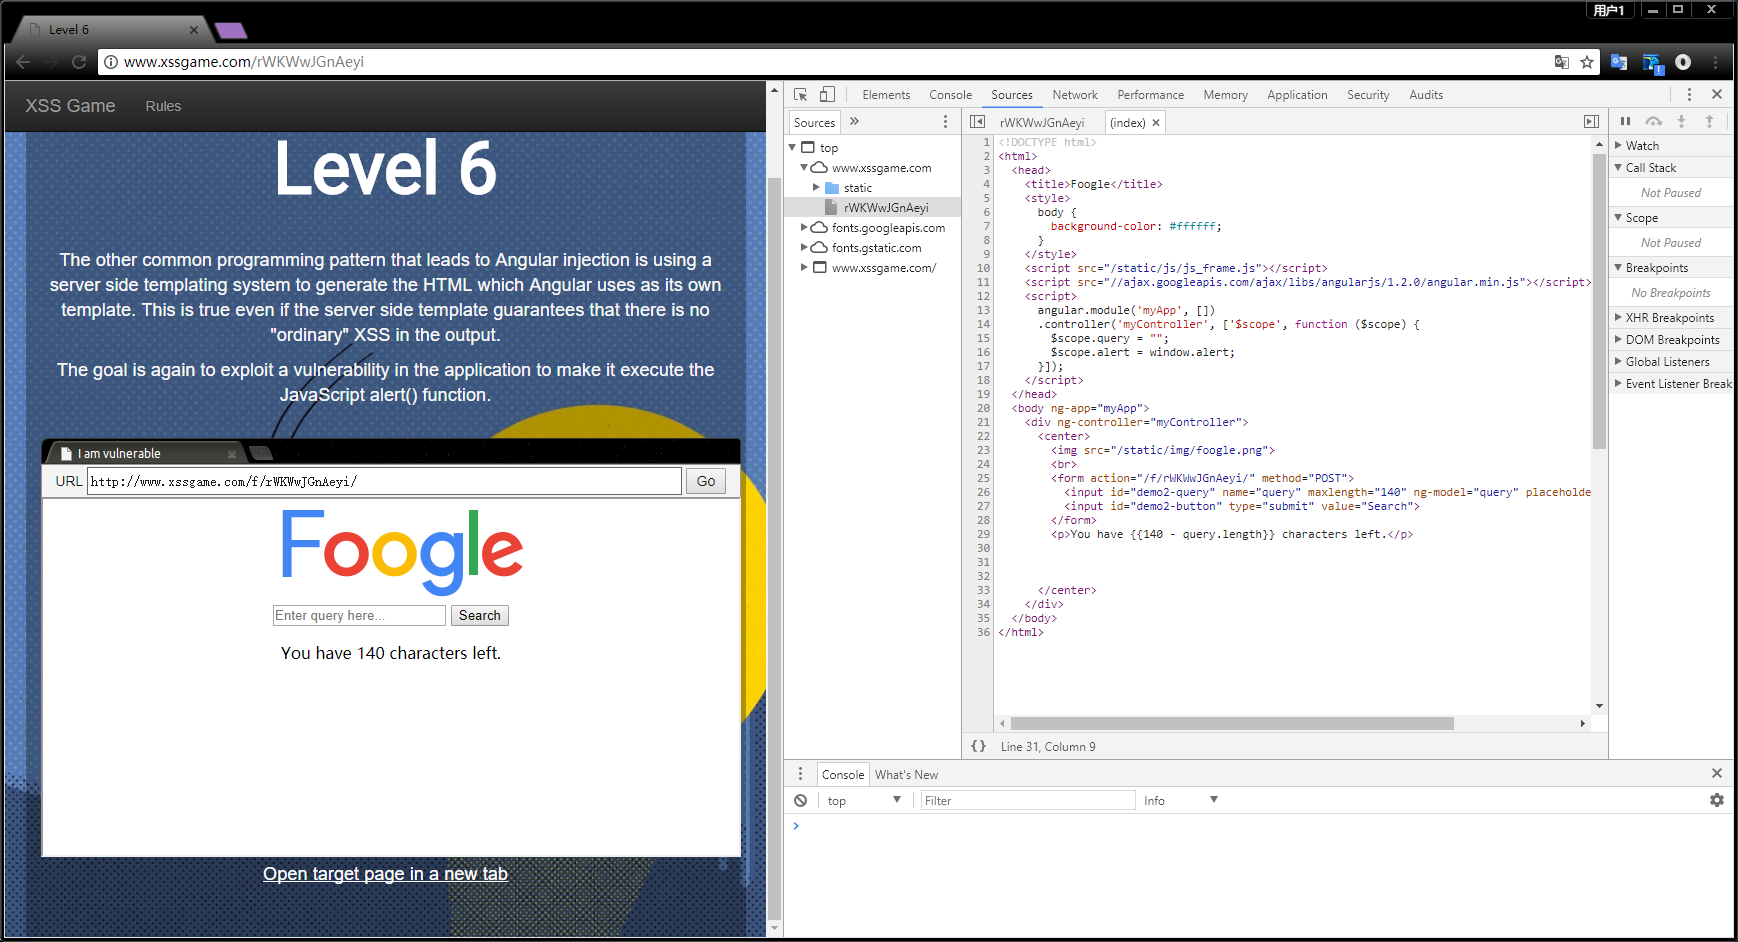 用户1
Level 6
www.xssgame.com/rWKWwJGnAeyi
XSS Game
Rules
Level 6
The other common programming pattern that leads to Angular injection is using a
server side templating system to generate the HTML which Angular uses as its own
template. This is true even if the server side template guarantees that there is no
"ordinary" XSS in the output.
The goal is again to exploit a vulnerability in the application to make it execute the
JavaScript alert() function.
I am vulnerable
URL http://www.xssgame.com/f/rWKWwJGnAeyi/ Go
Foogle
Enter query here... Search
You have 140 characters left.
Open target page in a new tab
Elements Console Sources Network Performance Memory Application Security Audits
Sources »
top
www.xssgame.com
static
rWKWwJGnAeyi
fonts.googleapis.com
fonts.gstatic.com
www.xssgame.com/
rWKWwJGnAeyi (index)
1 <!DOCTYPE html>
2 <html>
3 <head>
4 <title>Foogle</title>
5 <style>
6 body {
7 background-color: #ffffff;
8 }
9 </style>
10 <script src="/static/js/js_frame.js"></script>
11 <script src="//ajax.googleapis.com/ajax/libs/angularjs/1.2.0/angular.min.js"></script>
12 <script>
13 angular.module('myApp', [])
14 .controller('myController', ['$scope', function ($scope) {
15 $scope.query = "";
16 $scope.alert = window.alert;
17 }]);
18 </script>
19 </head>
20 <body ng-app="myApp">
21 <div ng-controller="myController">
22 <center>
23 <img src="/static/img/foogle.png">
24 <br>
25 <form action="/f/rWKWwJGnAeyi/" method="POST">
26 <input id="demo2-query" name="query" maxlength="140" ng-model="query" placeholde
27 <input id="demo2-button" type="submit" value="Search">
28 </form>
29 <p>You have {{140 - query.length}} characters left.</p>
30
31
32
33 </center>
34 </div>
35 </body>
36 </html>
{} Line 31, Column 9
Watch
Call Stack
Not Paused
Scope
Not Paused
Breakpoints
No Breakpoints
XHR Breakpoints
DOM Breakpoints
Global Listeners
Event Listener Break
Console What's New
top Filter Info